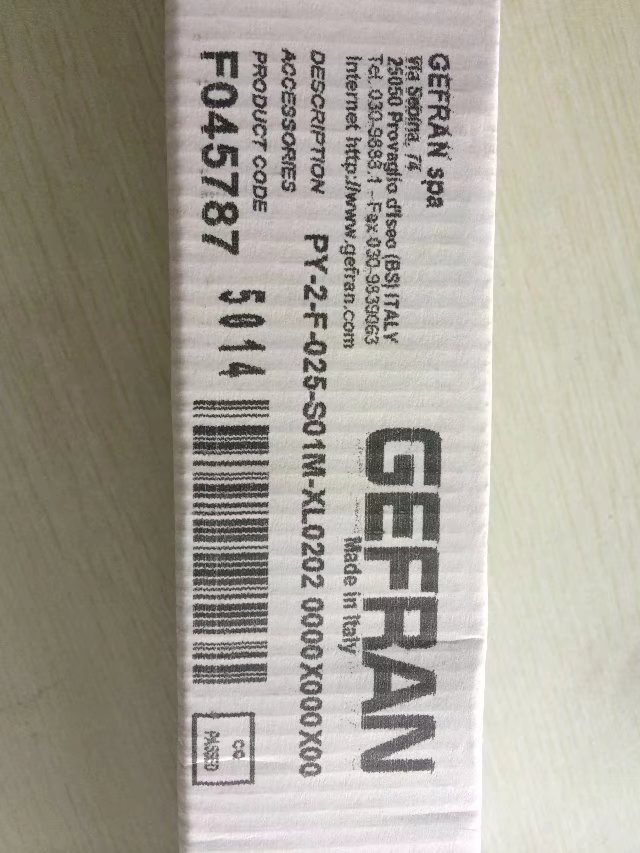 GEFRAN spa
Via Sebina, 74
25050 Provaglio d'Iseo (BS) ITALY
Tel. 030-9888.1 - Fax 030-9839063
Internet http://www.gefran.com
GEFRAN
Made in Italy
DESCRIPTION PY-2-F-025-S01M-XL0202 0000X000X00
ACCESSORIES
PRODUCT CODE
F045787 5014
CQ
PASSED